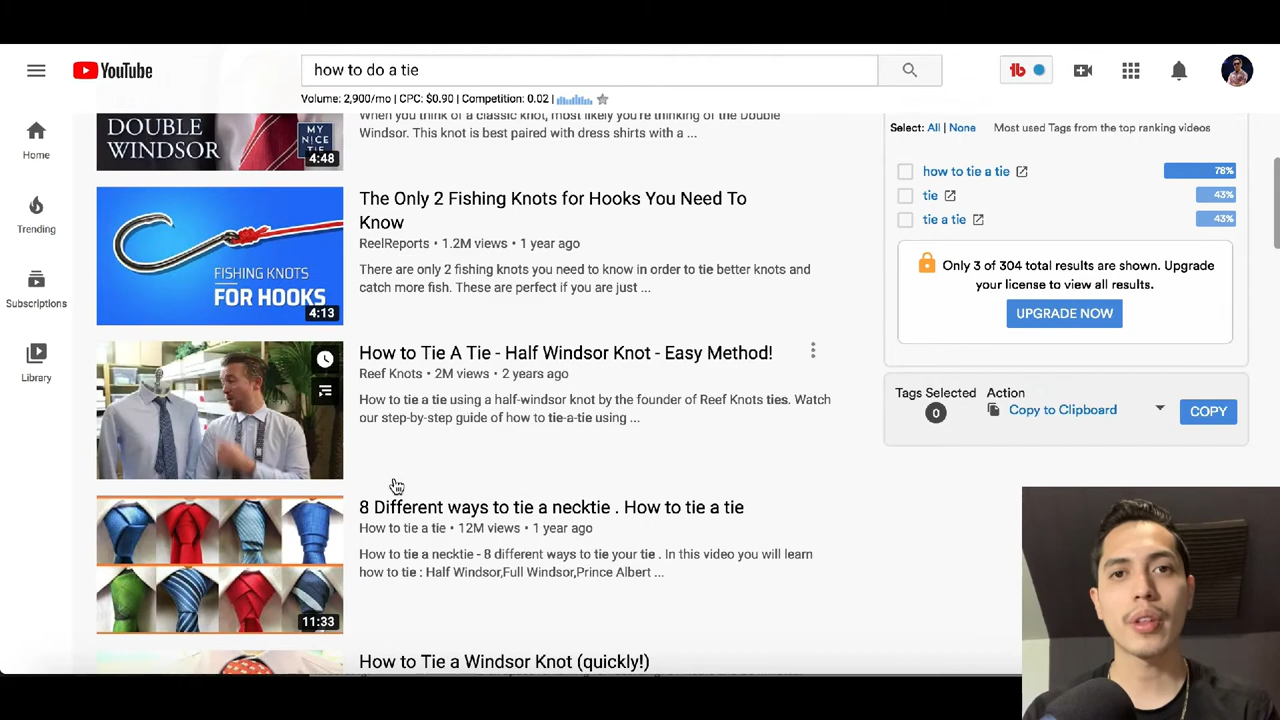 YouTube
how to do a tie
tb
Volume: 2,900/mo | CPC: $0.90 | Competition: 0.02 |
Home
Trending
Subscriptions
Library
DOUBLE
WINDSOR
MY
NICE
TIE
4:48
When you think of a classic knot, most likely you're thinking of the Double
Windsor. This knot is best paired with dress shirts with a ...
FISHING KNOTS
FOR HOOKS
4:13
The Only 2 Fishing Knots for Hooks You Need To
Know
ReelReports • 1.2M views • 1 year ago
There are only 2 fishing knots you need to know in order to tie better knots and
catch more fish. These are perfect if you are just ...
How to Tie A Tie - Half Windsor Knot - Easy Method!
Reef Knots • 2M views • 2 years ago
How to tie a tie using a half-windsor knot by the founder of Reef Knots ties. Watch
our step-by-step guide of how to tie-a-tie using ...
11:33
8 Different ways to tie a necktie . How to tie a tie
How to tie a tie • 12M views • 1 year ago
How to tie a necktie - 8 different ways to tie your tie . In this video you will learn
how to tie : Half Windsor,Full Windsor,Prince Albert ...
How to Tie a Windsor Knot (quickly!)
Select: All | None Most used Tags from the top ranking videos
how to tie a tie 78%
tie 43%
tie a tie 43%
Only 3 of 304 total results are shown. Upgrade
your license to view all results.
UPGRADE NOW
Tags Selected Action
0 Copy to Clipboard COPY